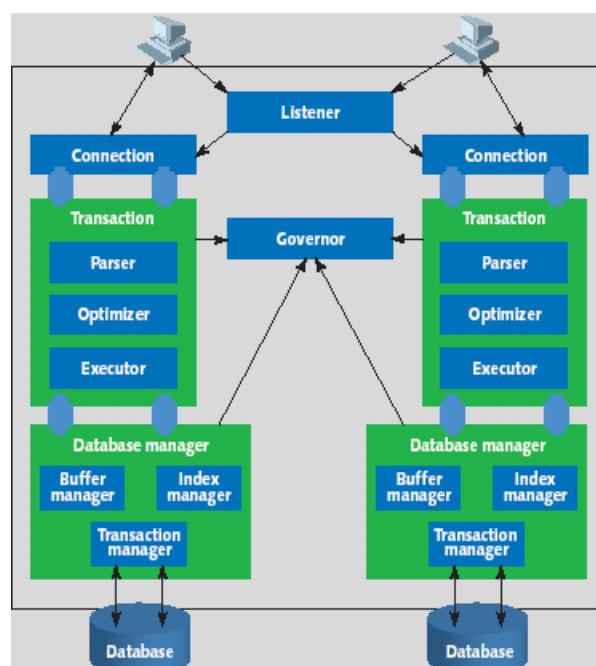 Listener
Connection
Connection
Transaction
Transaction
Governor
Parser
Parser
Optimizer
Optimizer
Executor
Executor
Database manager
Database manager
Buffer
manager
Index
manager
Buffer
manager
Index
manager
Transaction
manager
Transaction
manager
Database
Database